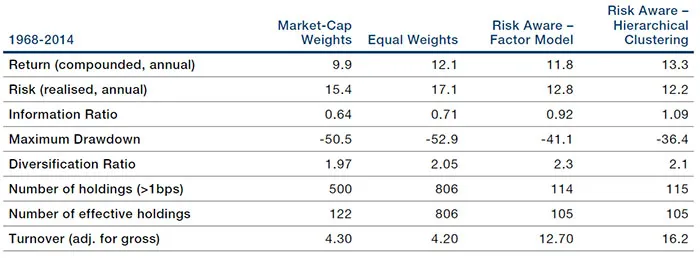 1968-2014 Market-Cap Weights Equal Weights Risk Aware – Factor Model Risk Aware – Hierarchical Clustering
Return (compounded, annual) 9.9 12.1 11.8 13.3
Risk (realised, annual) 15.4 17.1 12.8 12.2
Information Ratio 0.64 0.71 0.92 1.09
Maximum Drawdown -50.5 -52.9 -41.1 -36.4
Diversification Ratio 1.97 2.05 2.3 2.1
Number of holdings (>1bps) 500 806 114 115
Number of effective holdings 122 806 105 105
Turnover (adj. for gross) 4.30 4.20 12.70 16.2